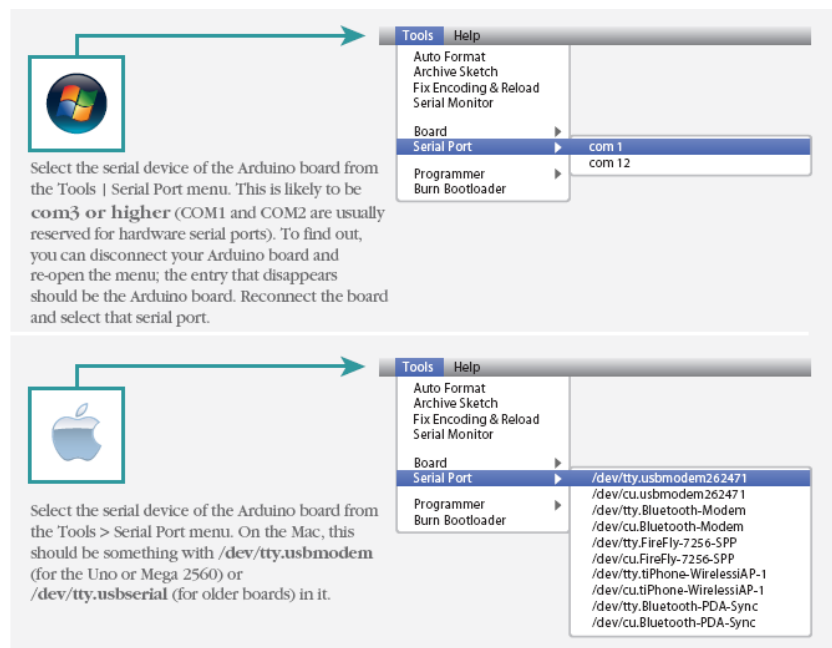 Tools Help
Auto Format
Archive Sketch
Fix Encoding & Reload
Serial Monitor
Board
Serial Port
com 1
com 12
Programmer
Burn Bootloader
Select the serial device of the Arduino board from
the Tools | Serial Port menu. This is likely to be
com3 or higher (COM1 and COM2 are usually
reserved for hardware serial ports). To find out,
you can disconnect your Arduino board and
re-open the menu; the entry that disappears
should be the Arduino board. Reconnect the board
and select that serial port.
Tools Help
Auto Format
Archive Sketch
Fix Encoding & Reload
Serial Monitor
Board
Serial Port
/dev/tty.usbmodem262471
/dev/cu.usbmodem262471
/dev/tty.Bluetooth-Modem
/dev/cu.Bluetooth-Modem
/dev/tty.FireFly-7256-SPP
/dev/cu.FireFly-7256-SPP
/dev/tty.tiPhone-WirelessiAP-1
/dev/cu.tiPhone-WirelessiAP-1
/dev/tty.Bluetooth-PDA-Sync
/dev/cu.Bluetooth-PDA-Sync
Programmer
Burn Bootloader
Select the serial device of the Arduino board from
the Tools > Serial Port menu. On the Mac, this
should be something with /dev/tty.usbmodem
(for the Uno or Mega 2560) or
/dev/tty.usbserial (for older boards) in it.